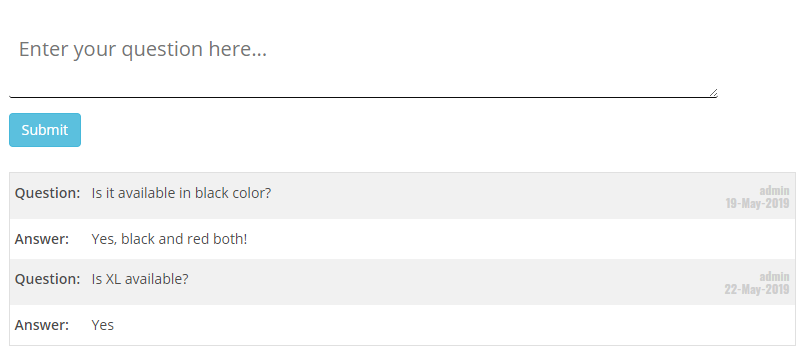 Enter your question here...
Submit
Question: Is it available in black color? admin
19-May-2019
Answer: Yes, black and red both!
Question: Is XL available? admin
22-May-2019
Answer: Yes